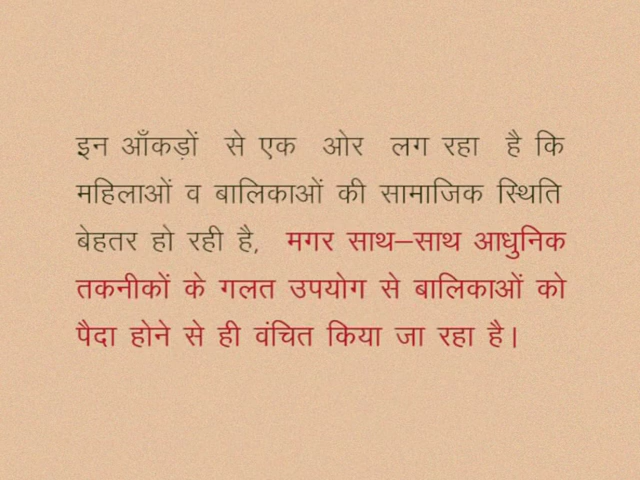 इन आँकड़ों से एक ओर लग रहा है कि
महिलाओं व बालिकाओं की सामाजिक स्थिति
बेहतर हो रही है, मगर साथ–साथ आधुनिक
तकनीकों के गलत उपयोग से बालिकाओं को
पैदा होने से ही वंचित किया जा रहा है।